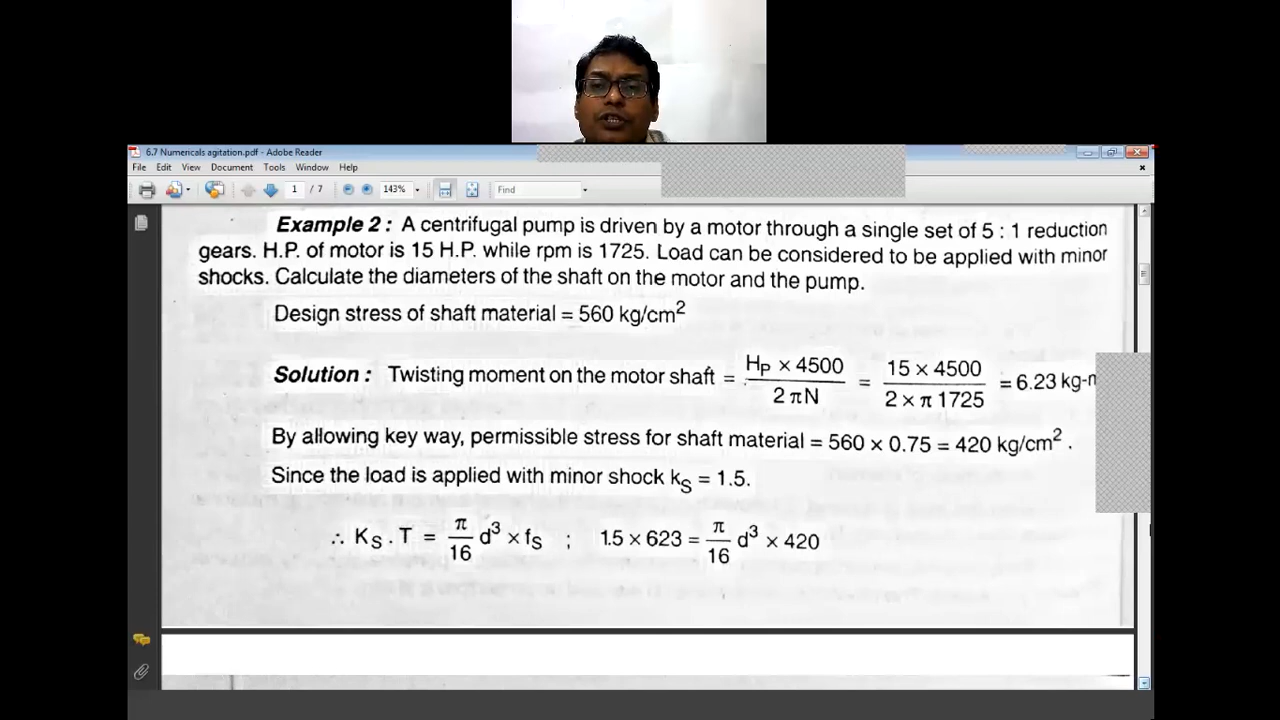 6.7 Numericals agitation.pdf - Adobe Reader
File Edit View Document Tools Window Help
1 / 7 143% Find
Example 2 : A centrifugal pump is driven by a motor through a single set of 5 : 1 reduction
gears. H.P. of motor is 15 H.P. while rpm is 1725. Load can be considered to be applied with minor
shocks. Calculate the diameters of the shaft on the motor and the pump.
Design stress of shaft material = 560 kg/cm²
Solution : Twisting moment on the motor shaft = Hp × 4500 / 2 πN = 15 × 4500 / 2 × π 1725 = 6.23 kg-
By allowing key way, permissible stress for shaft material = 560 × 0.75 = 420 kg/cm² .
Since the load is applied with minor shock kS = 1.5.
∴ KS . T = π/16 d³ × fS ; 1.5 × 623 = π/16 d³ × 420